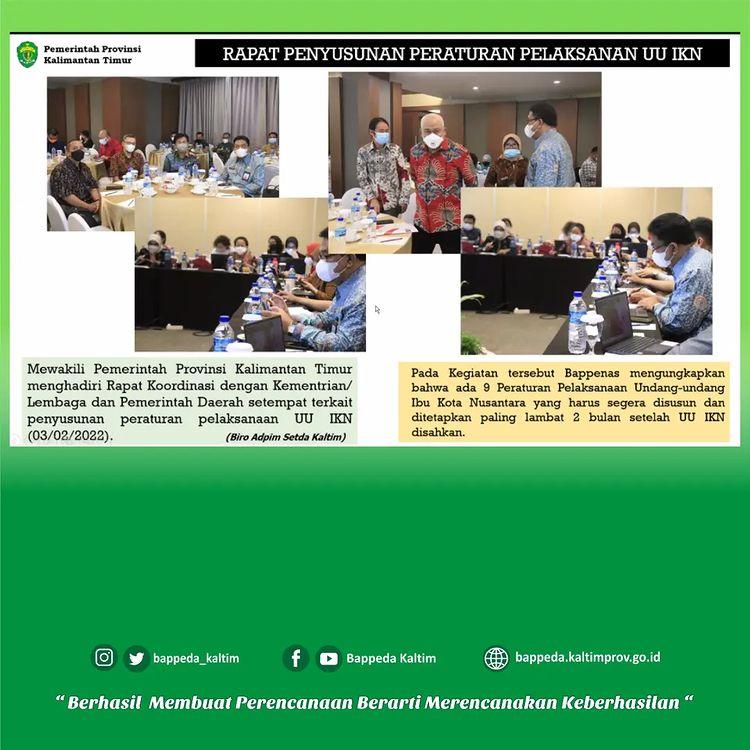 Pemerintah Provinsi
Kalimantan Timur
RAPAT PENYUSUNAN PERATURAN PELAKSANAN UU IKN
Mewakili Pemerintah Provinsi Kalimantan Timur
menghadiri Rapat Koordinasi dengan Kementrian/
Lembaga dan Pemerintah Daerah setempat terkait
penyusunan peraturan pelaksanaan UU IKN
(03/02/2022). (Biro Adpim Setda Kaltim)
Pada Kegiatan tersebut Bappenas mengungkapkan
bahwa ada 9 Peraturan Pelaksanaan Undang-undang
Ibu Kota Nusantara yang harus segera disusun dan
ditetapkan paling lambat 2 bulan setelah UU IKN
disahkan.
bappeda_kaltim
Bappeda Kaltim
bappeda.kaltimprov.go.id
“ Berhasil Membuat Perencanaan Berarti Merencanakan Keberhasilan “